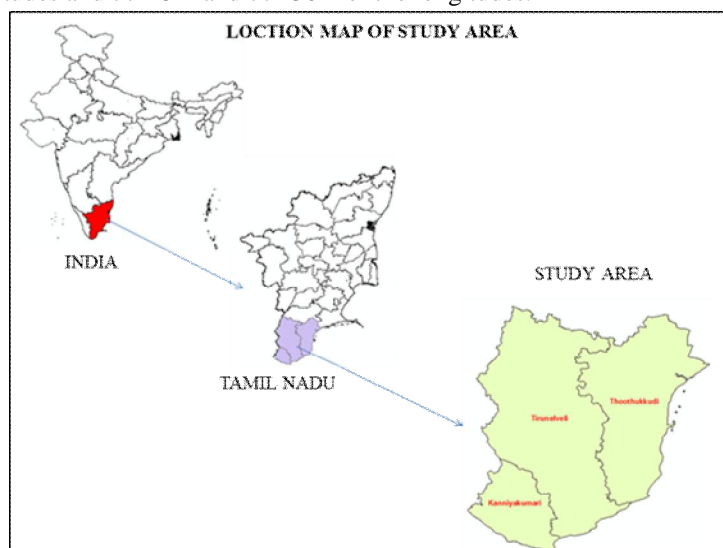 LOCTION MAP OF STUDY AREA
INDIA
STUDY AREA
TAMIL NADU
Thoothukkudi
Tirunelveli
Kanniyakumari